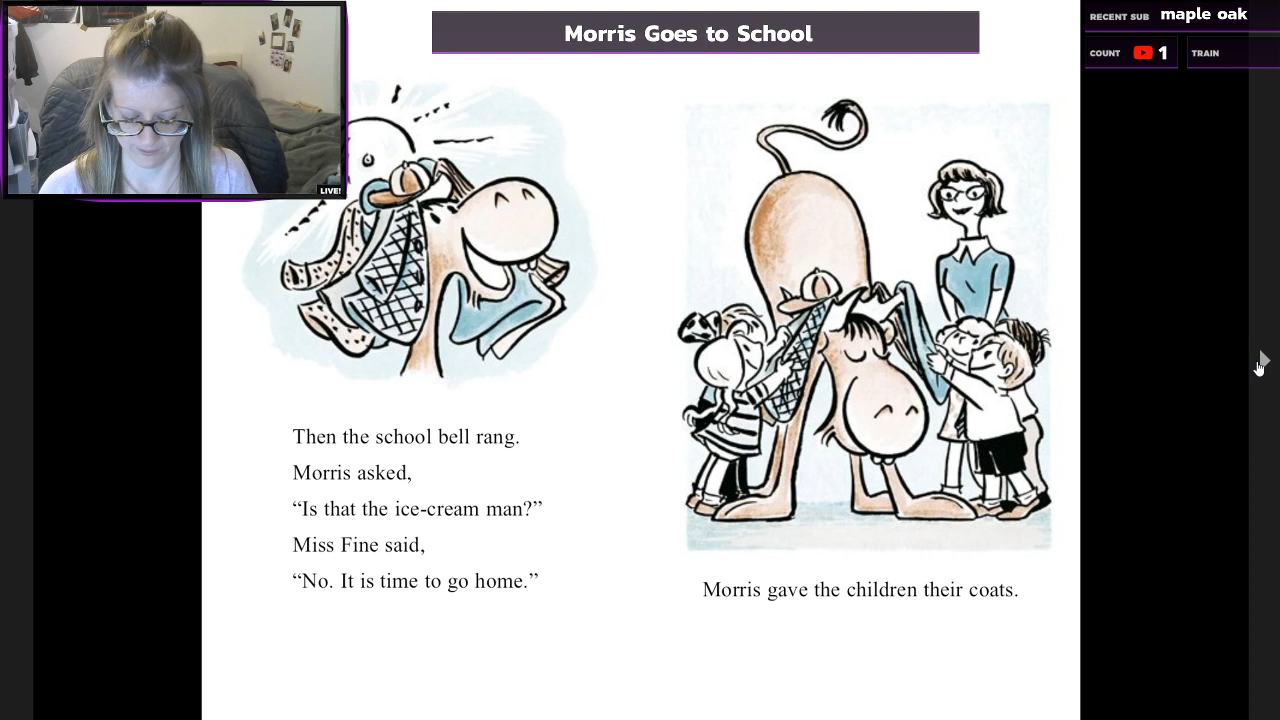 Morris Goes to School
RECENT SUB maple oak
COUNT 1 TRAIN
LIVE!
Then the school bell rang.
Morris asked,
“Is that the ice-cream man?”
Miss Fine said,
“No. It is time to go home.”
Morris gave the children their coats.